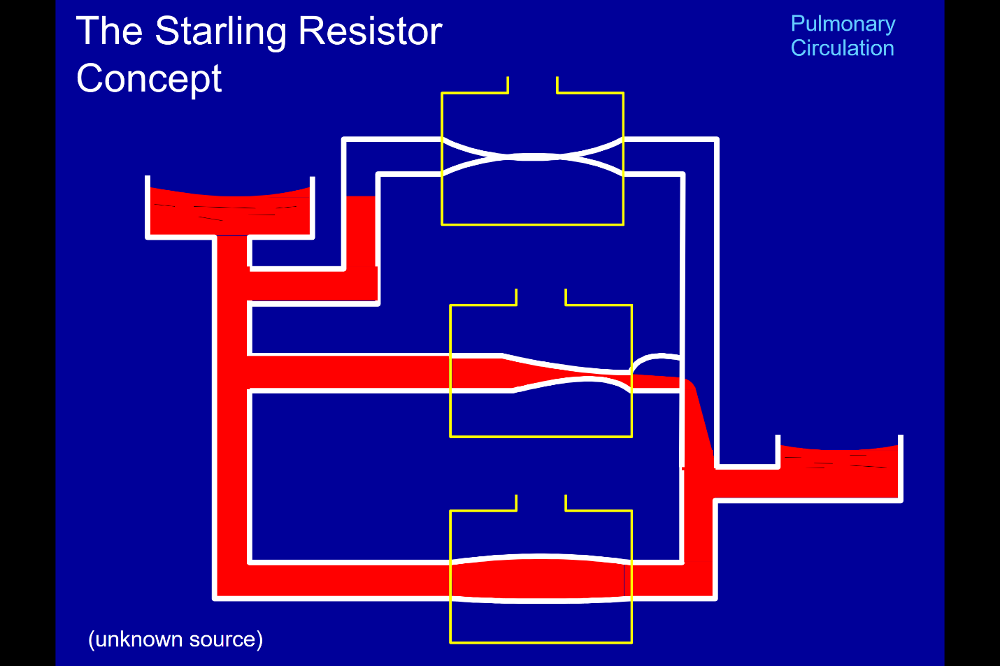 The Starling Resistor
Concept
Pulmonary
Circulation
(unknown source)